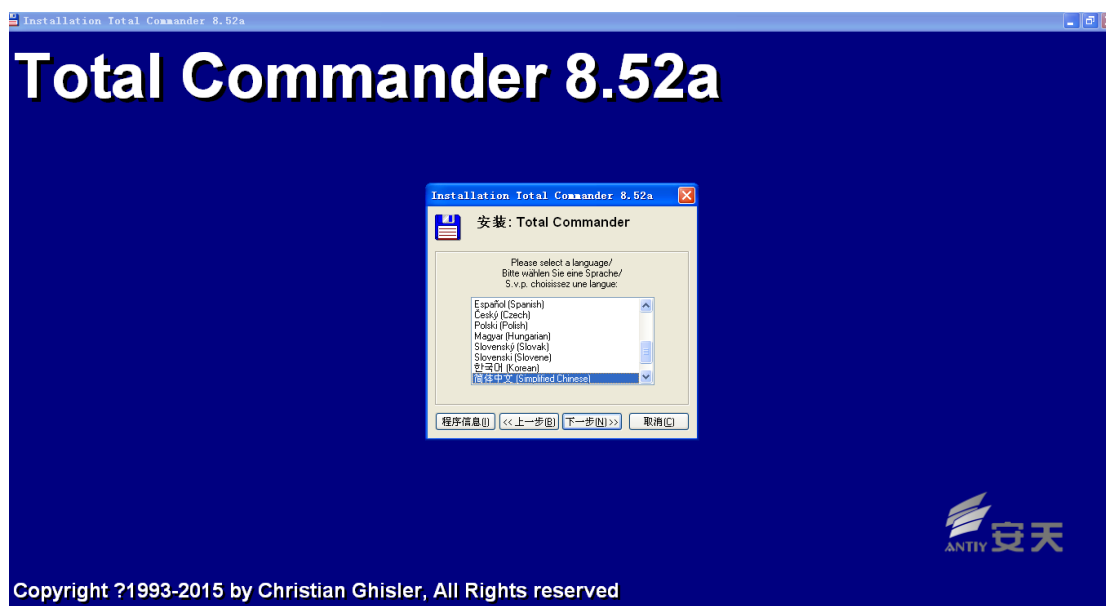 Installation Total Commander 8.52a
Total Commander 8.52a
Installation Total Commander 8.52a
安装: Total Commander
Please select a language/
Bitte wählen Sie eine Sprache/
S.v.p. choisissez une langue:
Español (Spanish)
Český (Czech)
Polski (Polish)
Magyar (Hungarian)
Slovenský (Slovak)
Slovenski (Slovene)
한국어 (Korean)
简体中文 (Simplified Chinese)
程序信息(I) <<上一步(B) 下一步(N)>> 取消(C)
ANTIY 安天
Copyright ?1993-2015 by Christian Ghisler, All Rights reserved